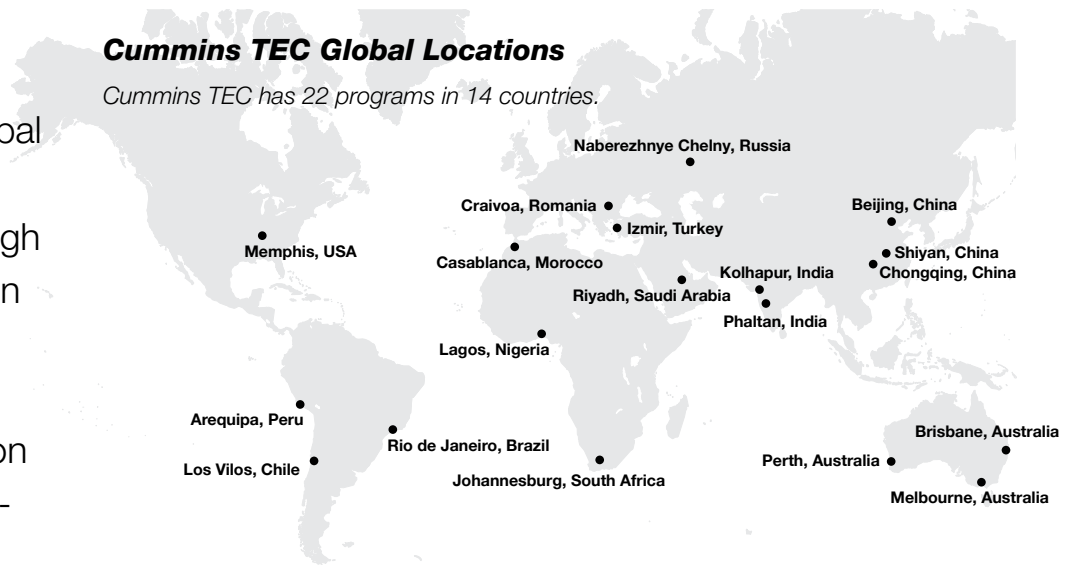 Cummins TEC Global Locations
Cummins TEC has 22 programs in 14 countries.
Naberezhnye Chelny, Russia
Craivoa, Romania
Beijing, China
Izmir, Turkey
Memphis, USA
Shiyan, China
Casablanca, Morocco
Kolhapur, India
Chongqing, China
Riyadh, Saudi Arabia
Phaltan, India
Lagos, Nigeria
Arequipa, Peru
Brisbane, Australia
Rio de Janeiro, Brazil
Perth, Australia
Los Vilos, Chile
Johannesburg, South Africa
Melbourne, Australia